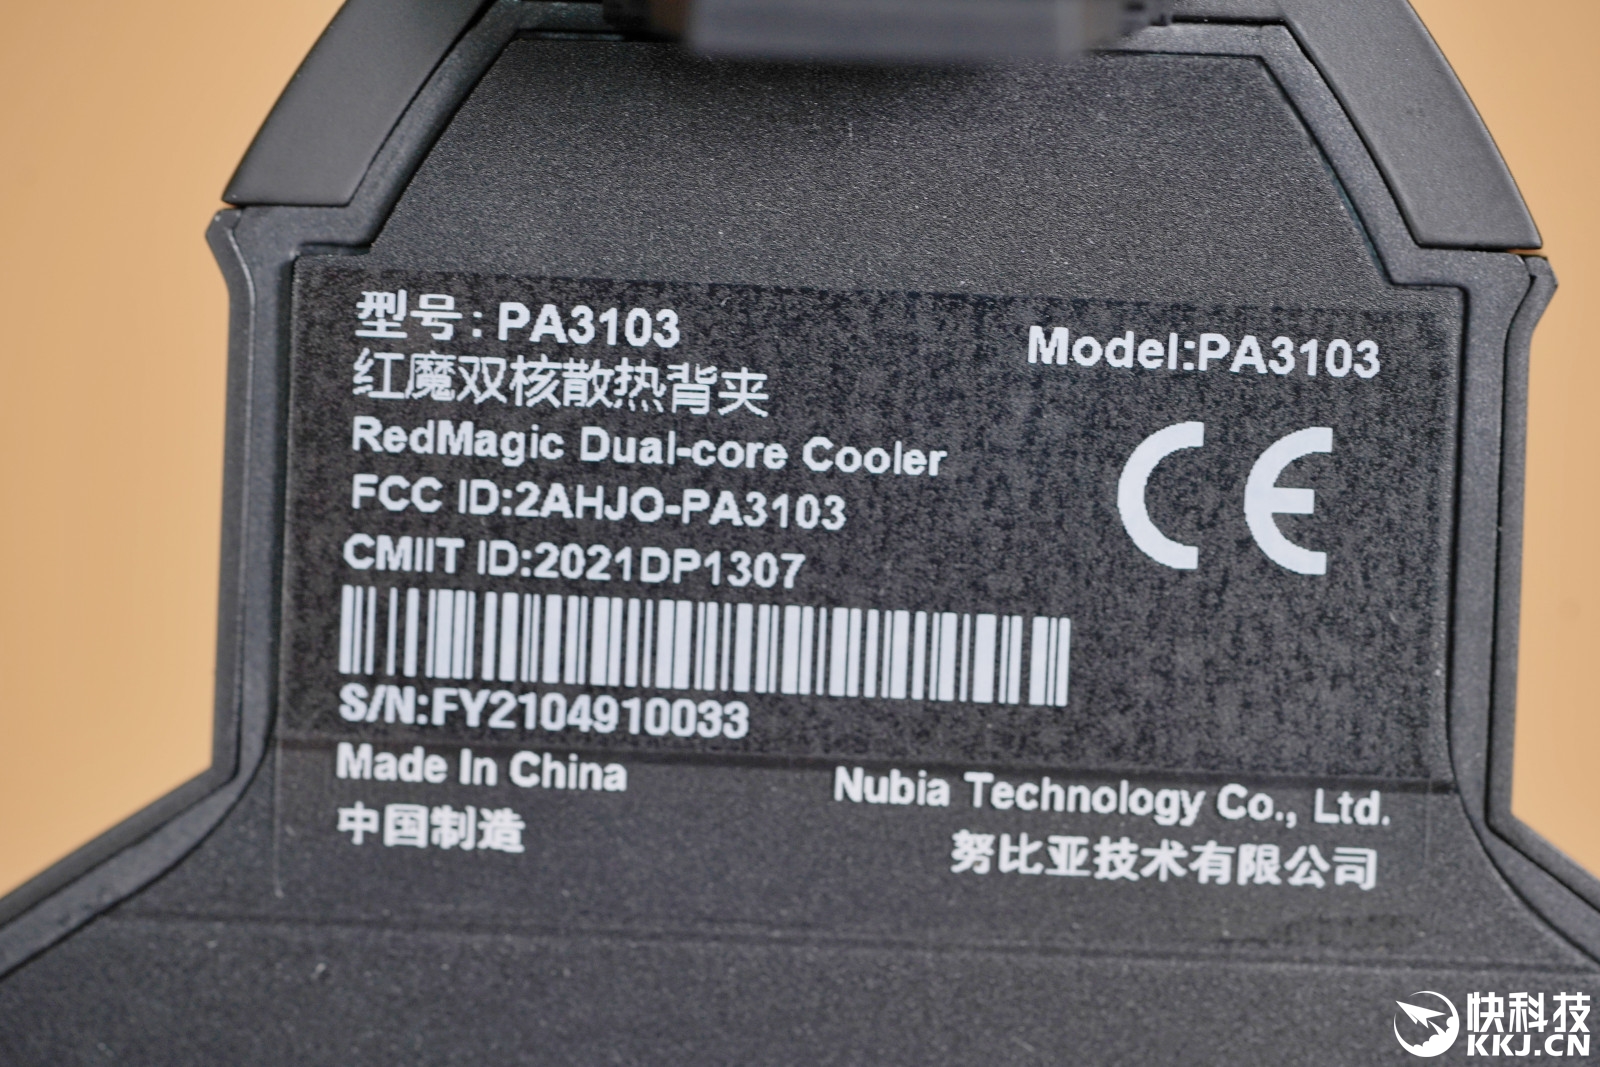 型号: PA3103
Model:PA3103
红魔双核散热背夹
RedMagic Dual-core Cooler
FCC ID:2AHJO-PA3103
CMIIT ID:2021DP1307
CE
S/N:FY2104910033
Made In China
Nubia Technology Co., Ltd.
中国制造
努比亚技术有限公司
快科技
KKJ.CN